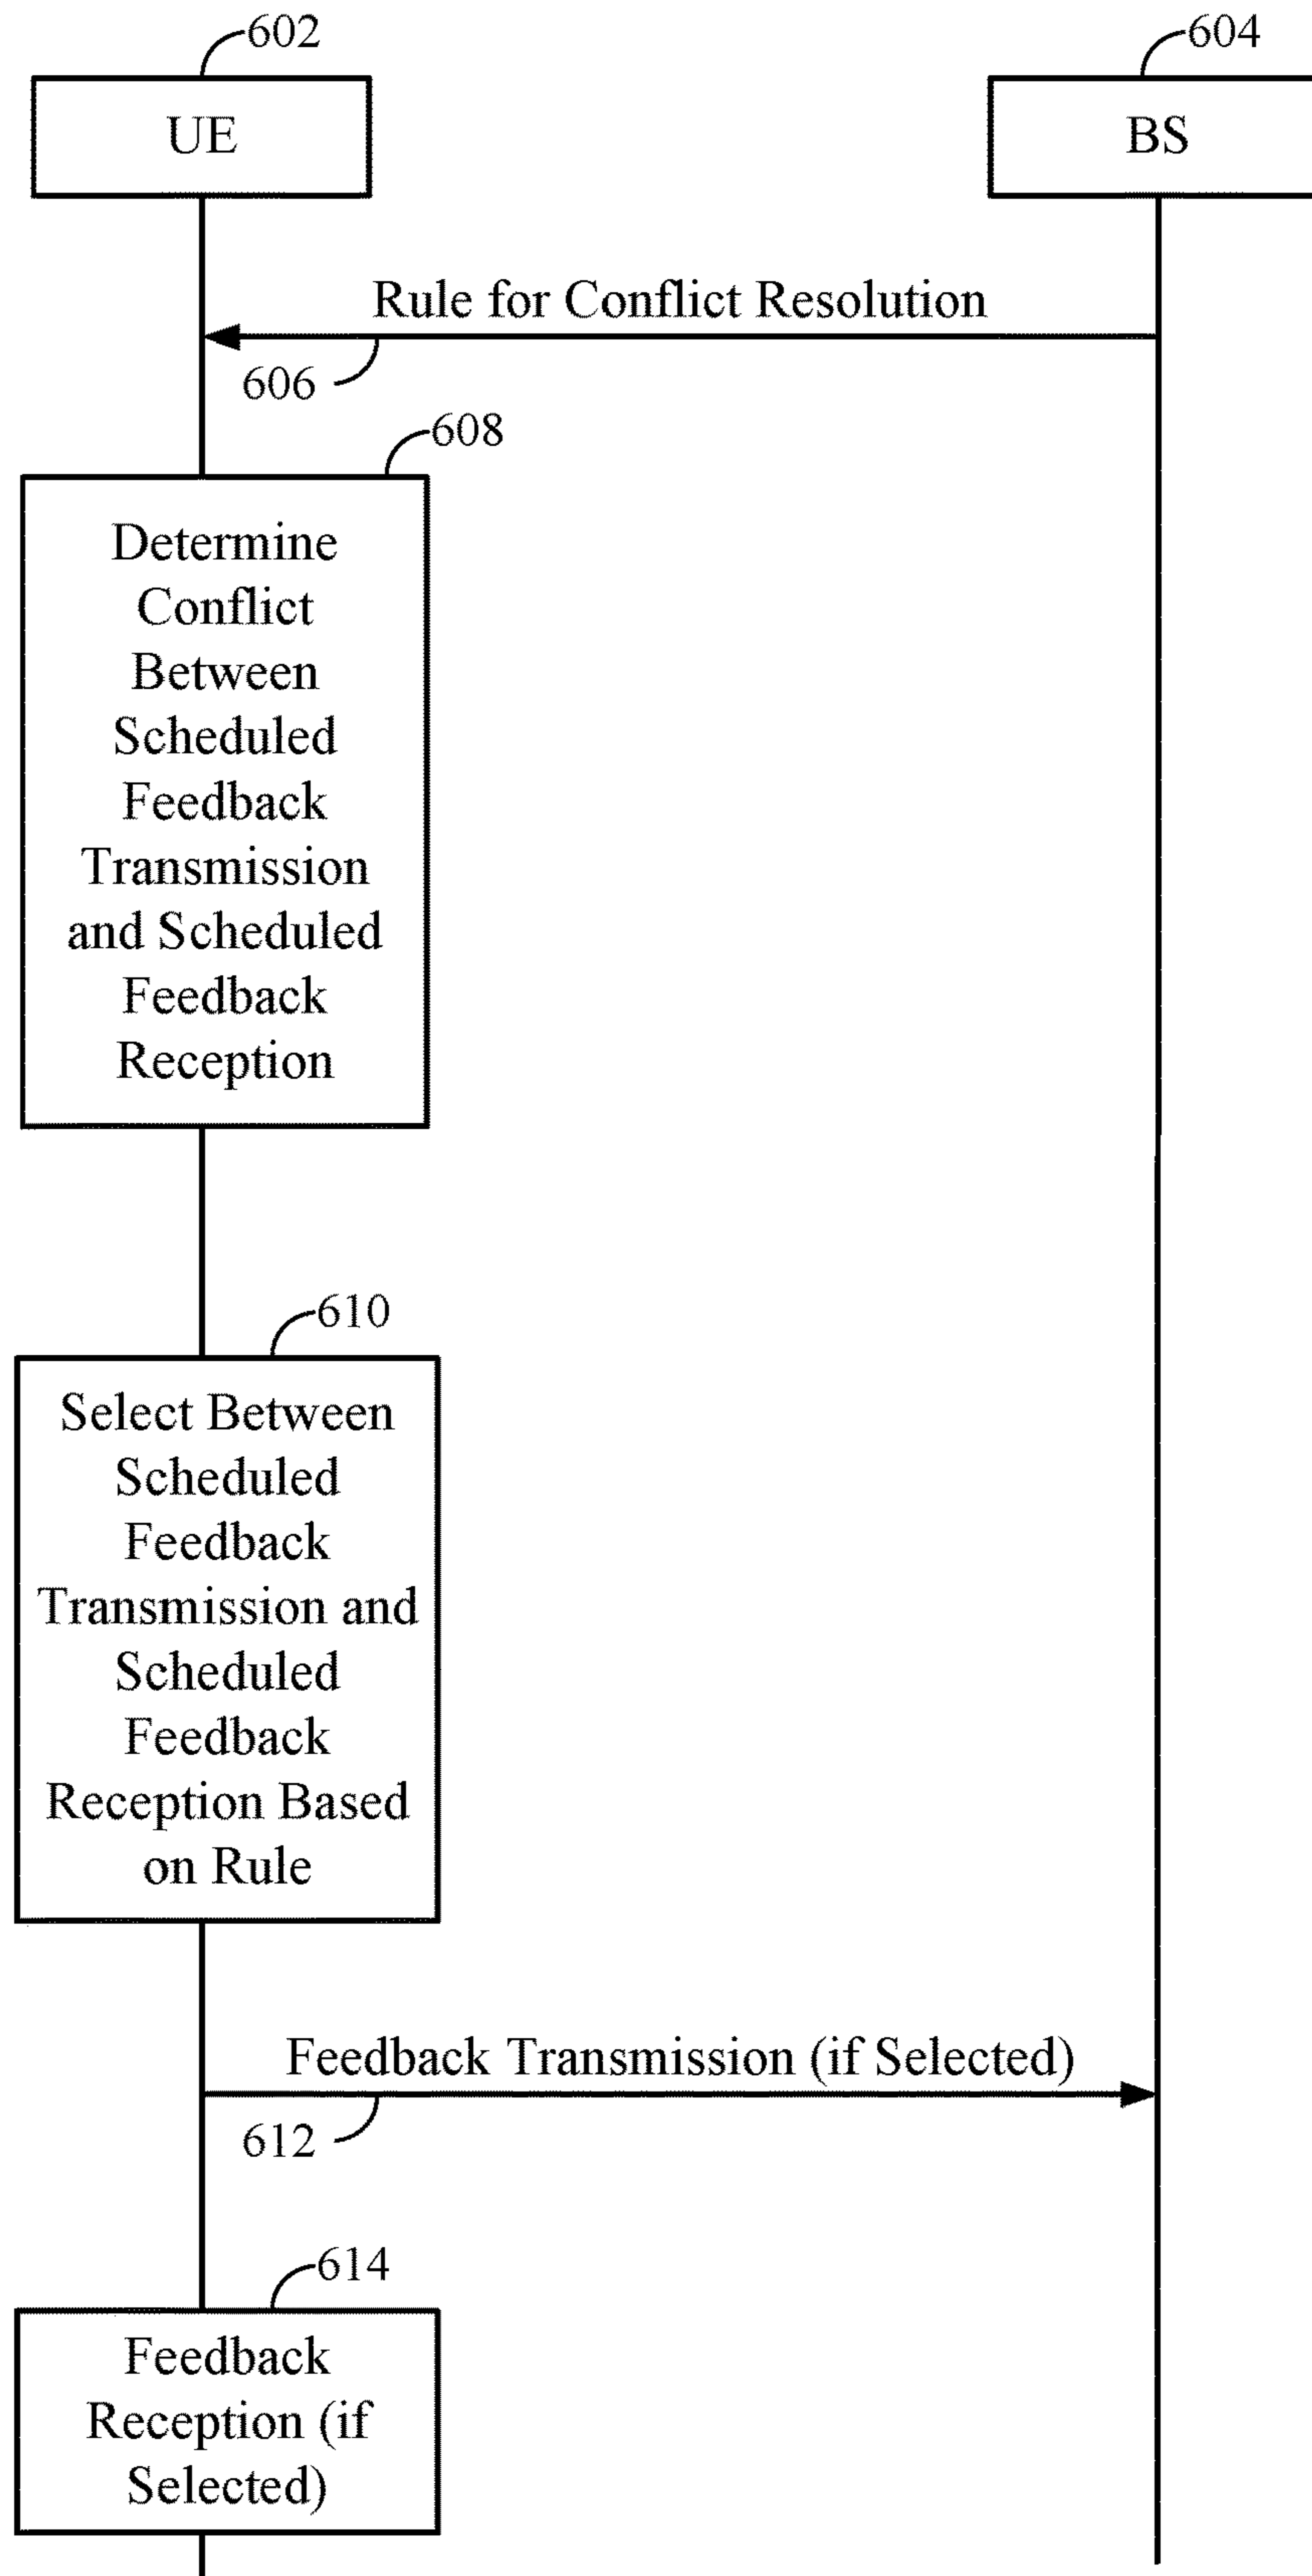 602
604
UE
BS
Rule for Conflict Resolution
606
608
Determine
Conflict
Between
Scheduled
Feedback
Transmission
and Scheduled
Feedback
Reception
610
Select Between
Scheduled
Feedback
Transmission and
Scheduled
Feedback
Reception Based
on Rule
Feedback Transmission (if Selected)
612
614
Feedback
Reception (if
Selected)